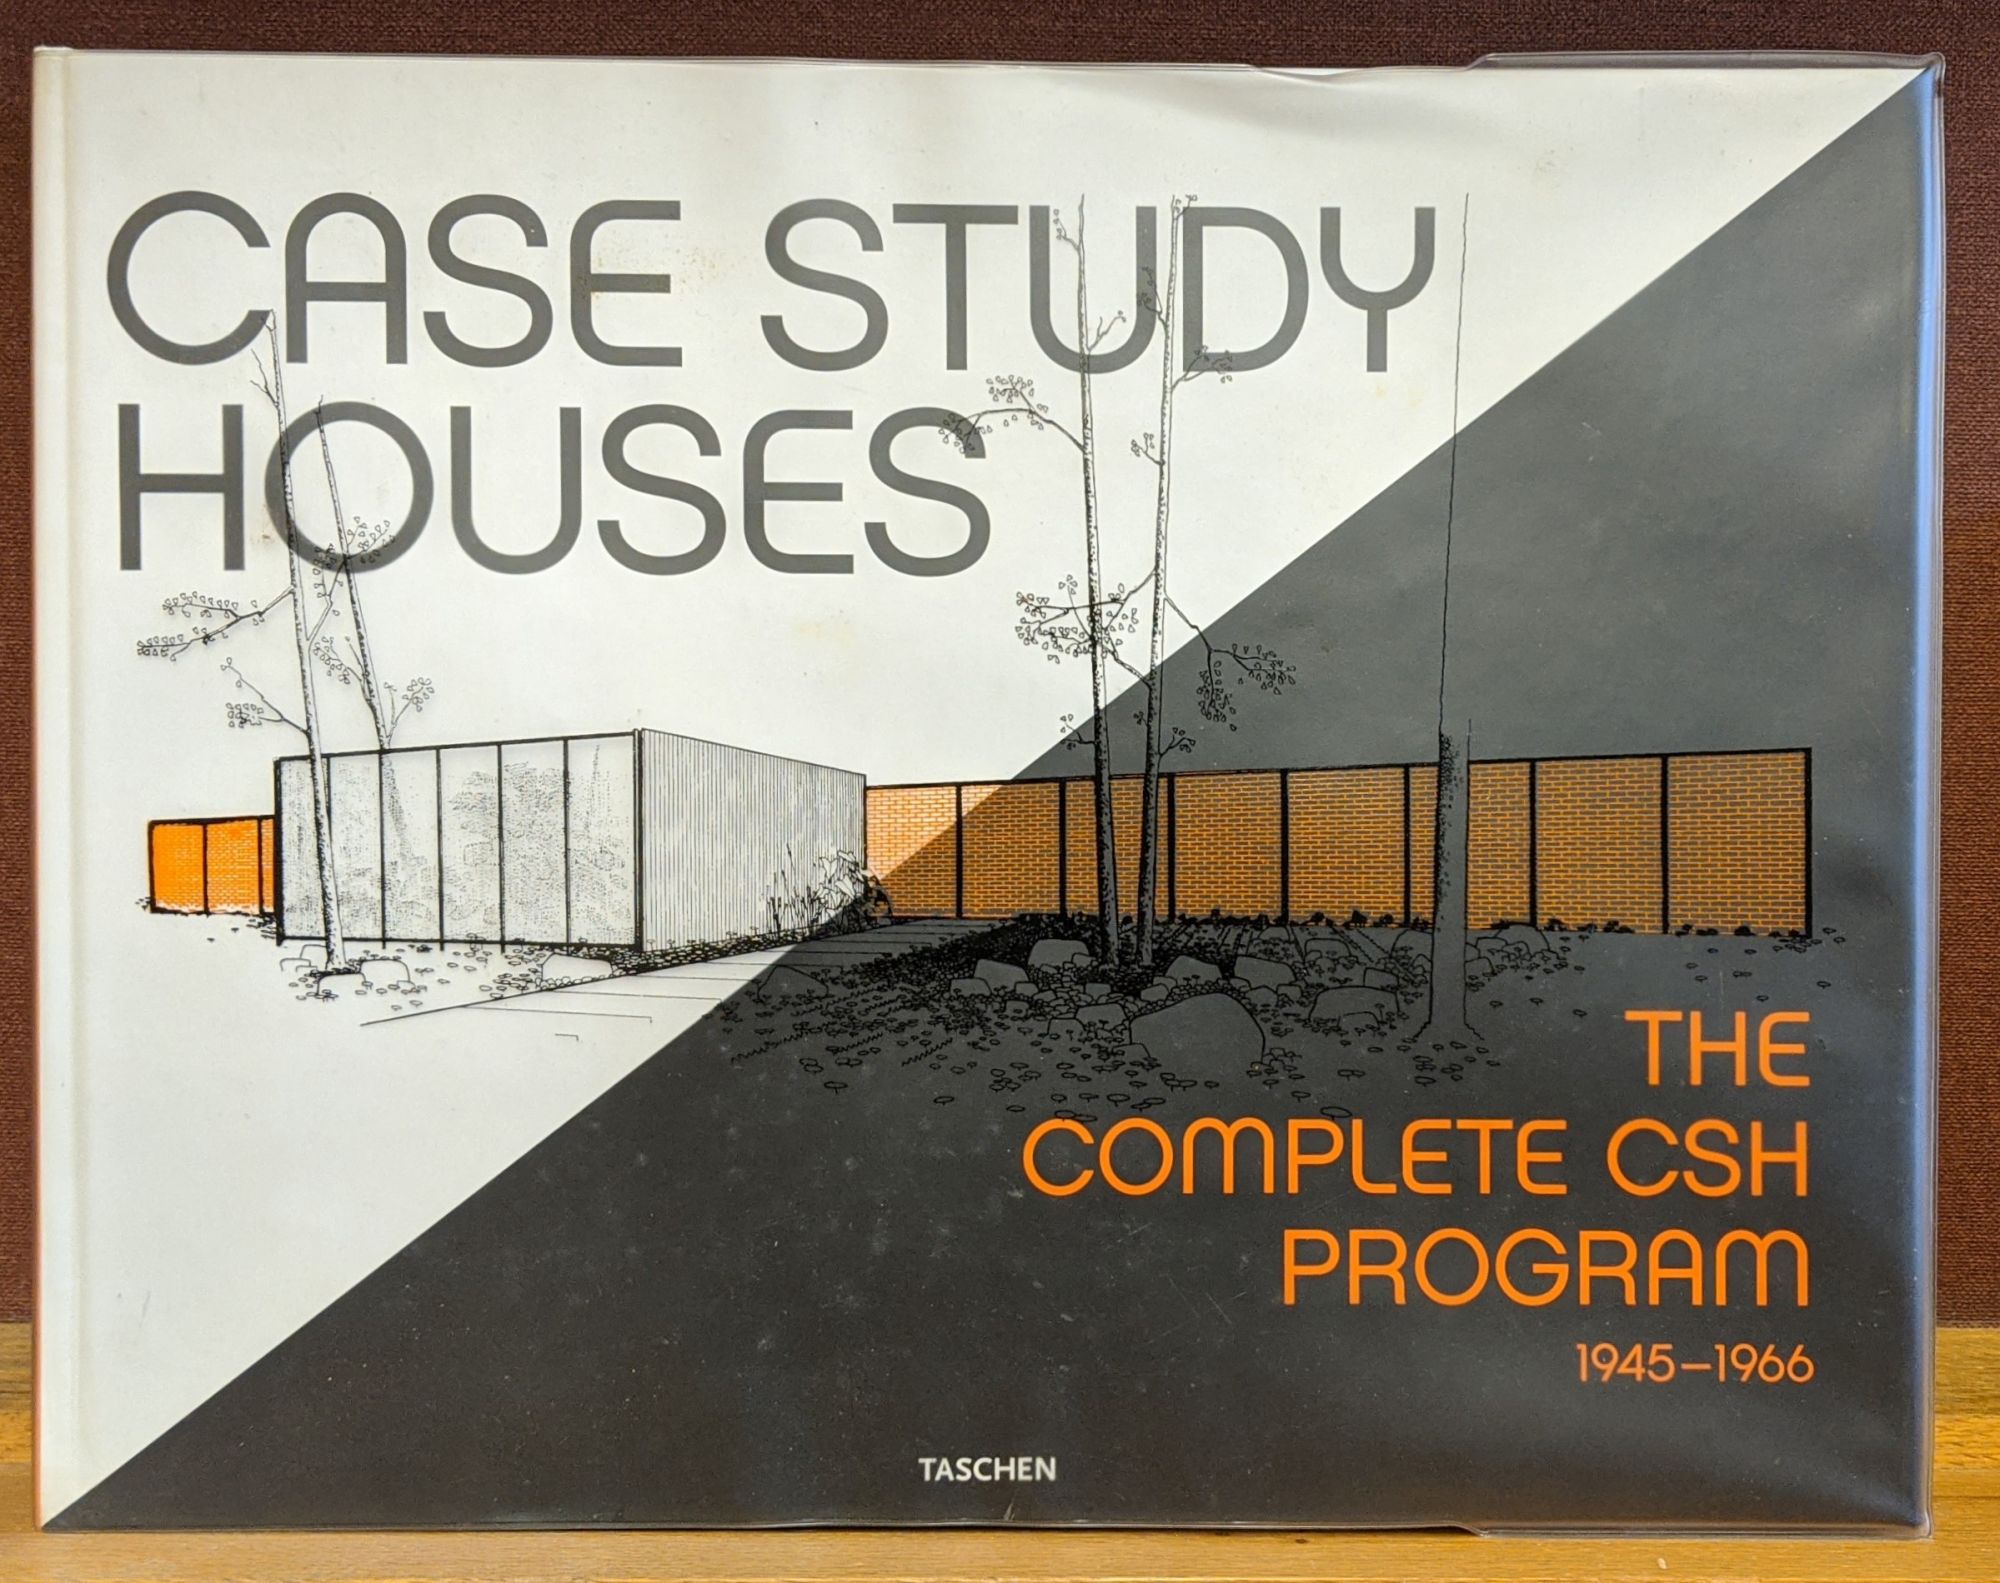 CASE STUDY
HOUSES
THE
COMPLETE CSH
PROGRAM
1945–1966
TASCHEN